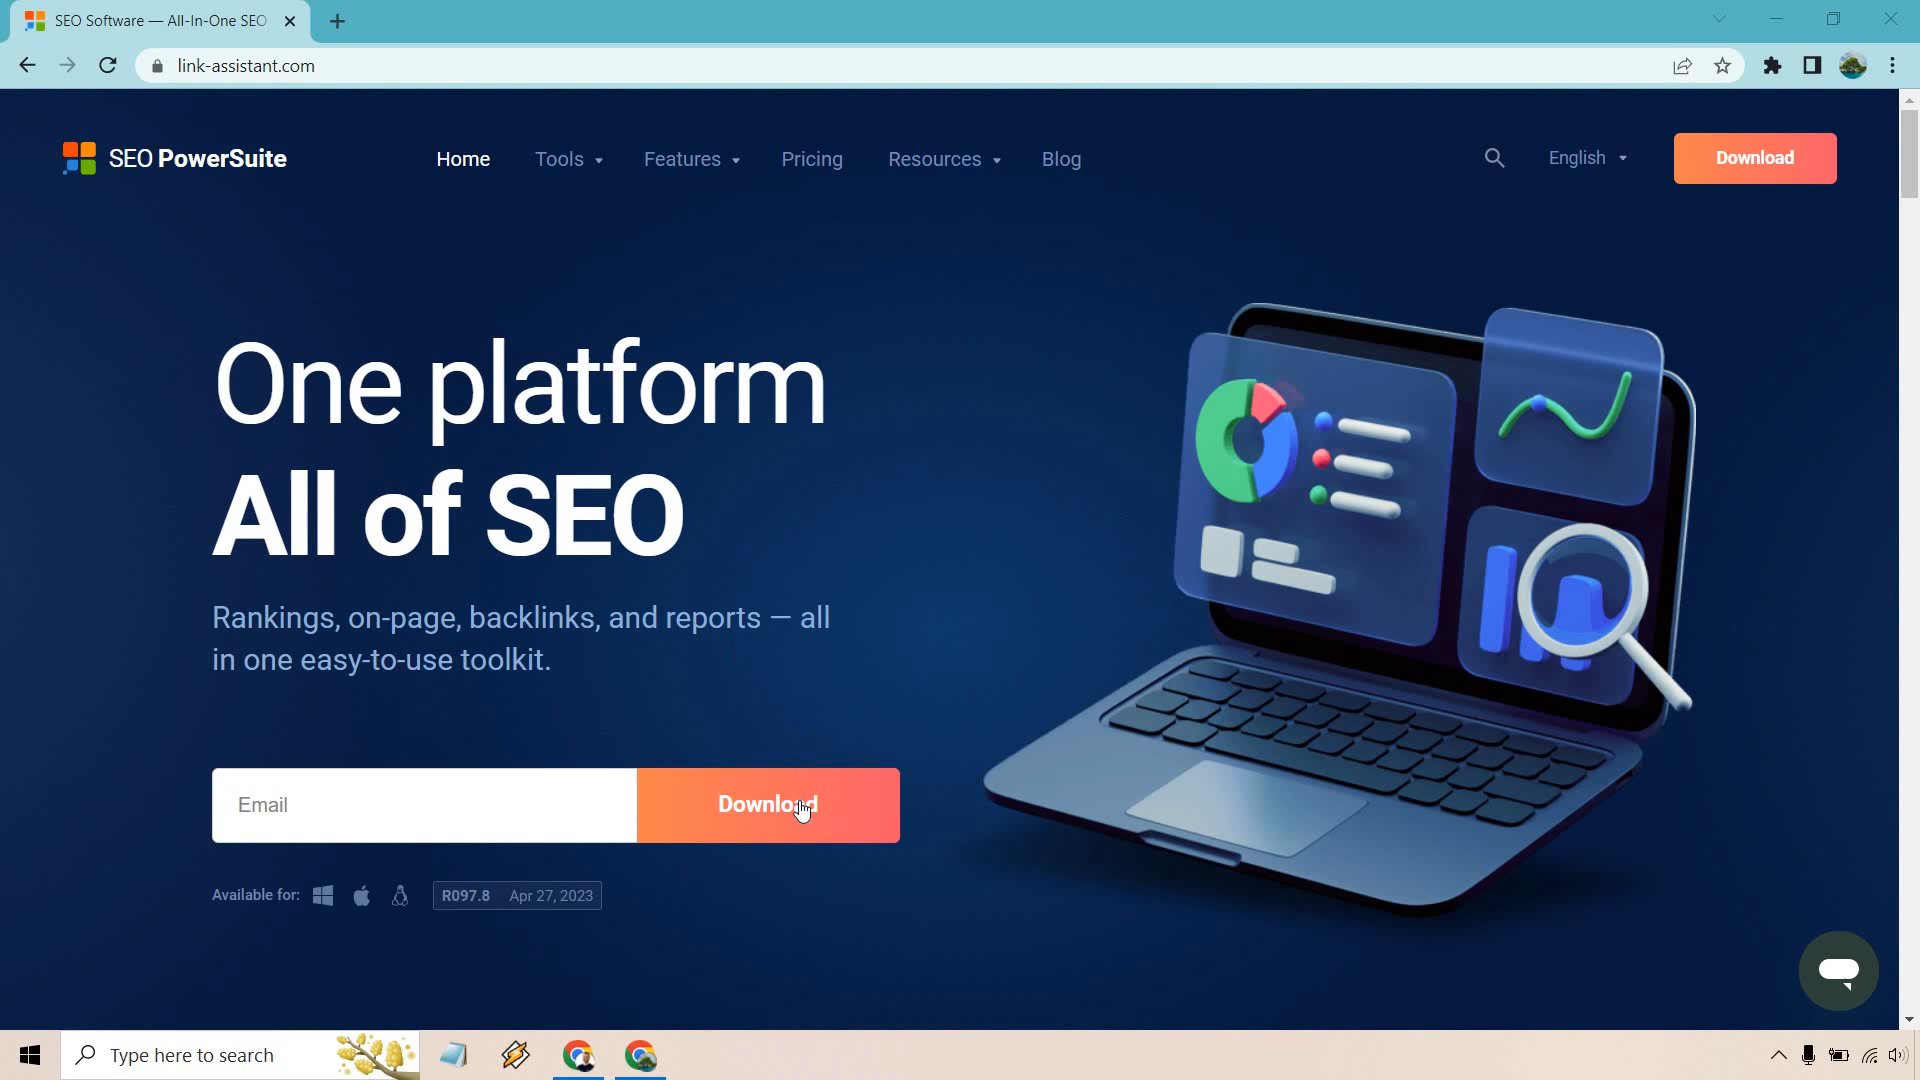 SEO Software — All-In-One SEO
link-assistant.com
SEO PowerSuite
Home
Tools
Features
Pricing
Resources
Blog
English
Download
One platform
All of SEO
Rankings, on-page, backlinks, and reports — all
in one easy-to-use toolkit.
Email
Download
Available for:
R097.8 Apr 27, 2023
Type here to search